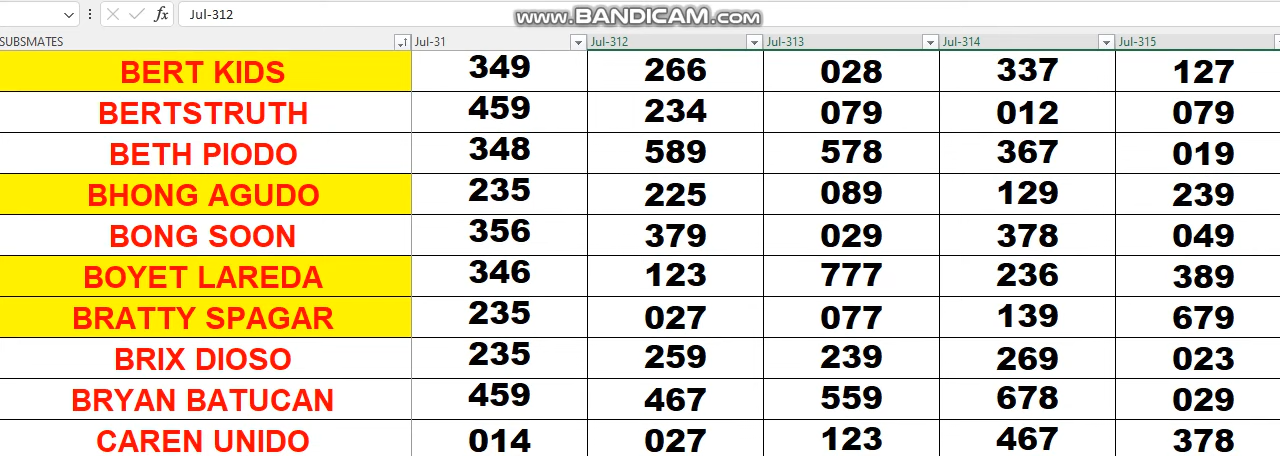 fx Jul-312 www.BANDICAM.com
SUBSMATES Jul-31 Jul-312 Jul-313 Jul-314 Jul-315
BERT KIDS 349 266 028 337 127
BERTSTRUTH 459 234 079 012 079
BETH PIODO 348 589 578 367 019
BHONG AGUDO 235 225 089 129 239
BONG SOON 356 379 029 378 049
BOYET LAREDA 346 123 777 236 389
BRATTY SPAGAR 235 027 077 139 679
BRIX DIOSO 235 259 239 269 023
BRYAN BATUCAN 459 467 559 678 029
CAREN UNIDO 014 027 123 467 378